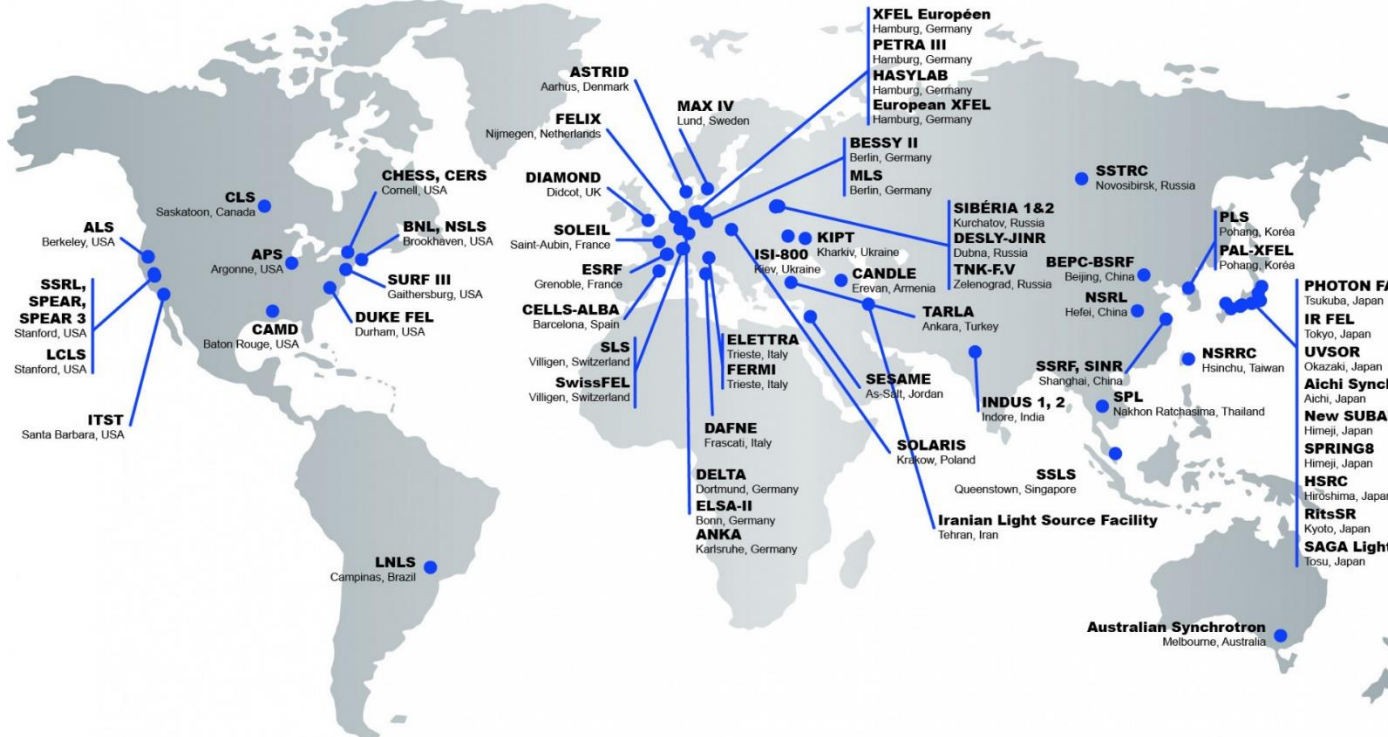 XFEL Européen
Hamburg, Germany
PETRA III
Hamburg, Germany
HASYLAB
Hamburg, Germany
European XFEL
Hamburg, Germany
ASTRID
Aarhus, Denmark
MAX IV
Lund, Sweden
FELIX
Nijmegen, Netherlands
BESSY II
Berlin, Germany
MLS
Berlin, Germany
DIAMOND
Didcot, UK
SOLEIL
Saint-Aubin, France
ESRF
Grenoble, France
CELLS-ALBA
Barcelona, Spain
SLS
Villigen, Switzerland
SwissFEL
Villigen, Switzerland
CHESS, CERS
Cornell, USA
CLS
Saskatoon, Canada
ALS
Berkeley, USA
APS
Argonne, USA
BNL, NSLS
Brookhaven, USA
SURF III
Gaithersburg, USA
DUKE FEL
Durham, USA
SSRL,
SPEAR,
SPEAR 3
Stanford, USA
LCLS
Stanford, USA
CAMD
Baton Rouge, USA
ITST
Santa Barbara, USA
LNLS
Campinas, Brazil
ELETTRA
Trieste, Italy
FERMI
Trieste, Italy
DAFNE
Frascati, Italy
DELTA
Dortmund, Germany
ELSA-II
Bonn, Germany
ANKA
Karlsruhe, Germany
ISI-800
Kiev, Ukraine
KIPT
Kharkiv, Ukraine
CANDLE
Erevan, Armenia
TARLA
Ankara, Turkey
SESAME
As-Salt, Jordan
SOLARIS
Krakow, Poland
Iranian Light Source Facility
Tehran, Iran
SSTRC
Novosibirsk, Russia
SIBÉRIA 1&2
Kurchatov, Russia
DESLY-JINR
Dubna, Russia
TNK-F.V
Zelenograd, Russia
INDUS 1, 2
Indore, India
BEPC-BSRF
Beijing, China
NSRL
Hefei, China
SSRF, SINR
Shanghai, China
SPL
Nakhon Ratchasima, Thailand
SSLS
Queenstown, Singapore
NSRRC
Hsinchu, Taiwan
PLS
Pohang, Koréa
PAL-XFEL
Pohang, Koréa
PHOTON FA
Tsukuba, Japan
IR FEL
Tokyo, Japan
UVSOR
Okazaki, Japan
Aichi Synch
Aichi, Japan
New SUBA
Himeji, Japan
SPRING8
Himeji, Japan
HSRC
Hiroshima, Japan
RitsSR
Kyoto, Japan
SAGA Light
Tosu, Japan
Australian Synchrotron
Melbourne, Australia